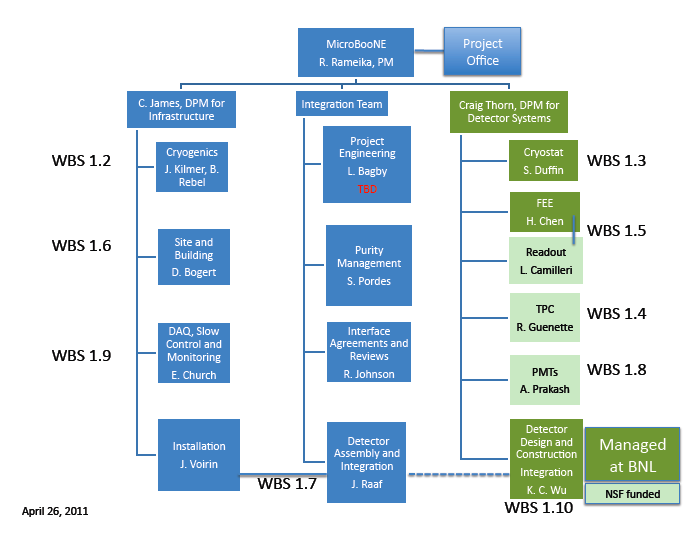 MicroBooNE
R. Rameika, PM
Project
Office
C. James, DPM for
Infrastructure
Integration Team
Craig Thorn, DPM for
Detector Systems
WBS 1.2
Cryogenics
J. Kilmer, B.
Rebel
Project
Engineering
L. Bagby
TBD
Cryostat
S. Duffin
WBS 1.3
FEE
H. Chen
WBS 1.5
WBS 1.6
Site and
Building
D. Bogert
Purity
Management
S. Pordes
Readout
L. Camilleri
TPC
R. Guenette
WBS 1.4
WBS 1.9
DAQ, Slow
Control and
Monitoring
E. Church
Interface
Agreements and
Reviews
R. Johnson
PMTs
A. Prakash
WBS 1.8
Installation
J. Voirin
WBS 1.7
Detector
Assembly and
Integration
J. Raaf
Detector
Design and
Construction
Integration
K. C. Wu
WBS 1.10
Managed
at BNL
NSF funded
April 26, 2011